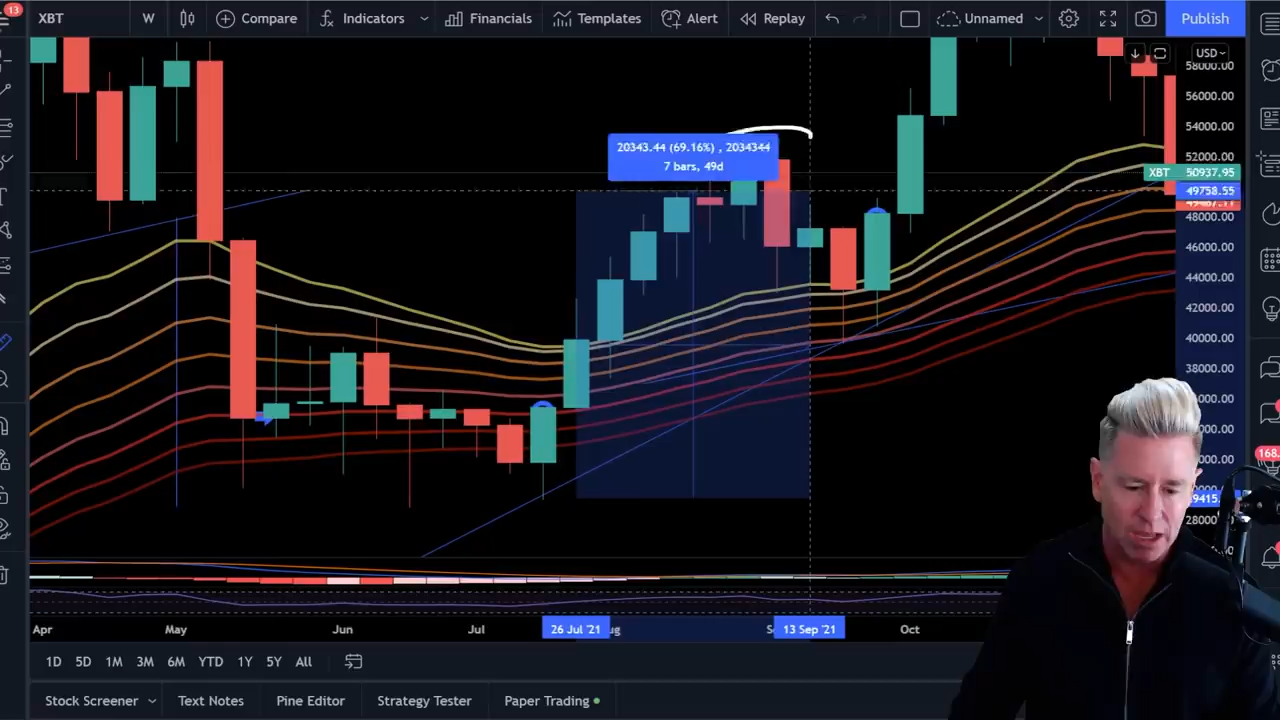 13
XBT
W
Compare
Indicators
Financials
Templates
Alert
Replay
Unnamed
Publish
USD
58000.00
56000.00
54000.00
52000.00
XBT 50937.95
49758.55
48000.00
46000.00
44000.00
42000.00
40000.00
38000.00
20343.44 (69.16%) , 2034344
7 bars, 49d
168.
9415
Apr
May
Jun
Jul
26 Jul '21
ug
13 Sep '21
Oct
1D 5D 1M 3M 6M YTD 1Y 5Y All
Stock Screener
Text Notes
Pine Editor
Strategy Tester
Paper Trading